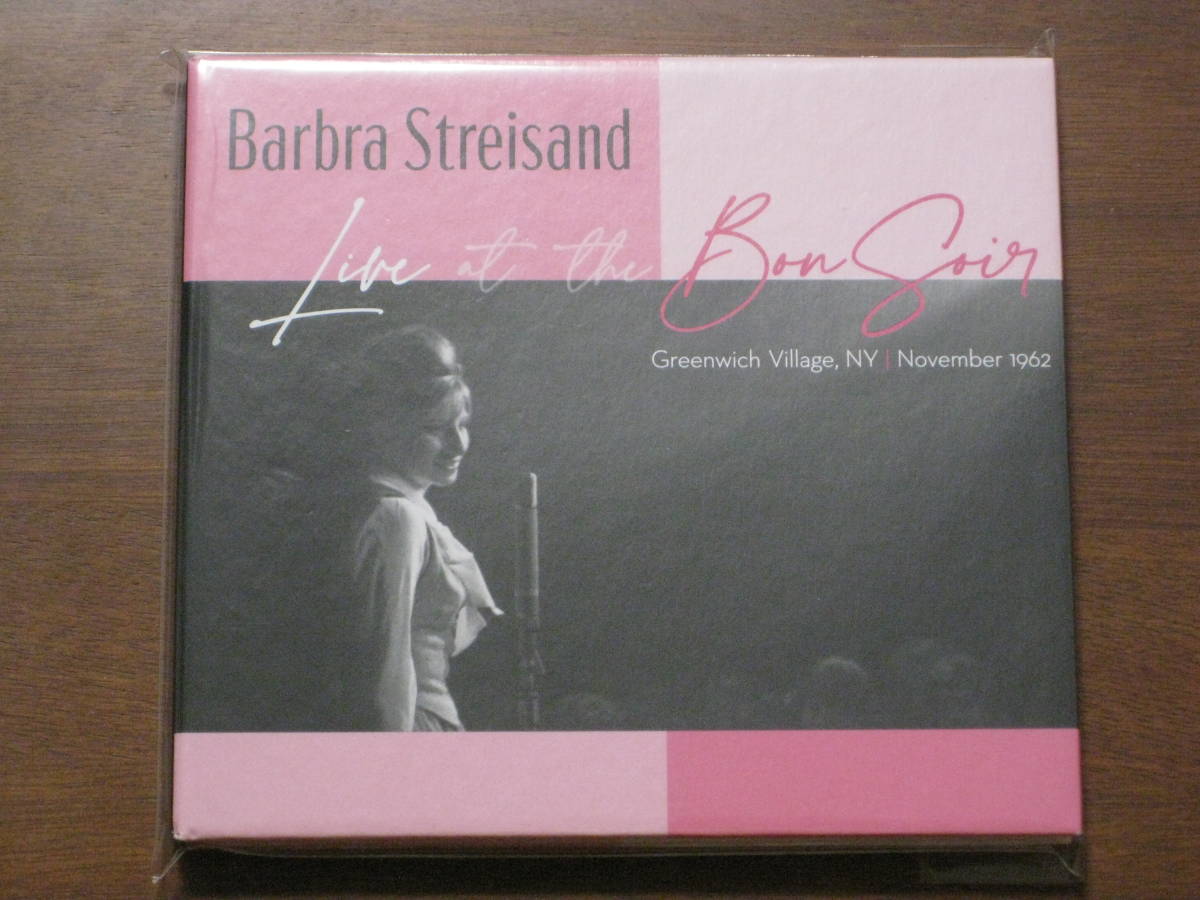 Barbra Streisand
Live at the Bon Soir
Greenwich Village, NY | November 1962